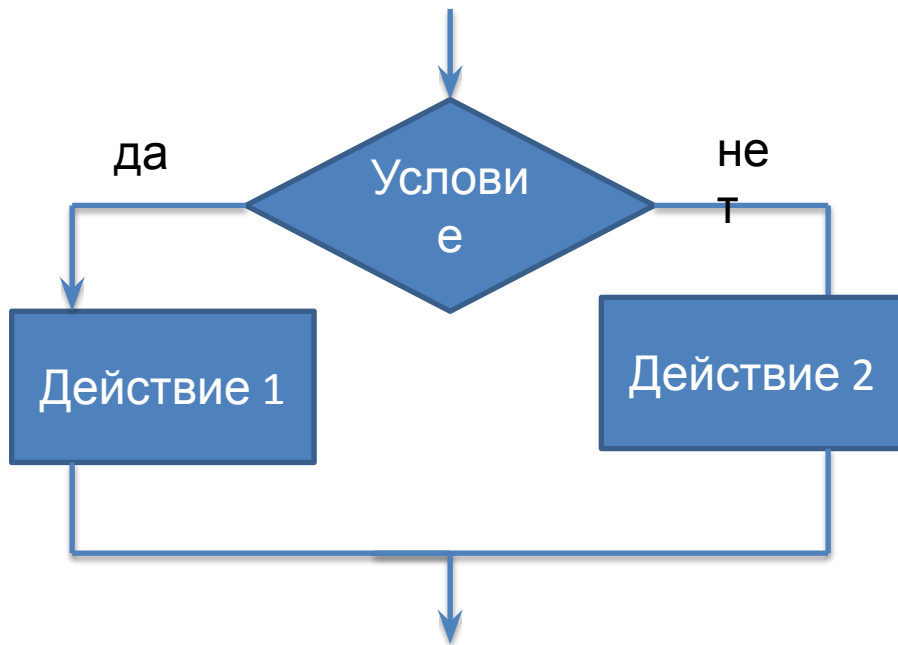 да
Услови
е
не
т
Действие 1
Действие 2